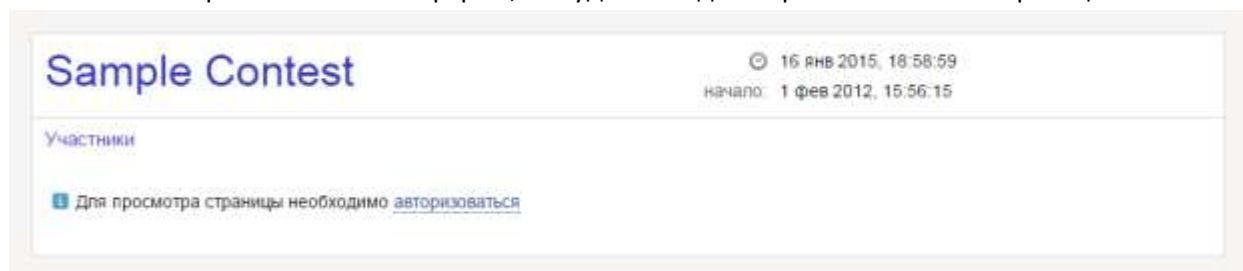 Sample Contest
16 янв 2015, 18:58:59
начало: 1 фев 2012, 15:56:15
Участники
Для просмотра страницы необходимо авторизоваться